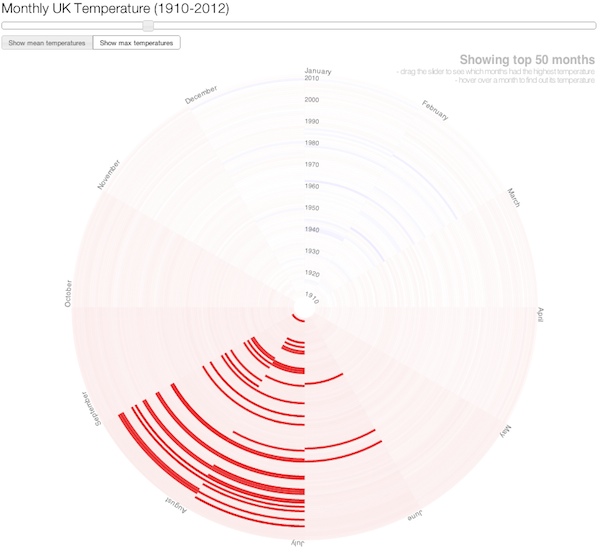 Monthly UK Temperature (1910-2012)
Show mean temperatures
Show max temperatures
Showing top 50 months
- drag the slider to see which months had the highest temperature
- hover over a month to find out its temperature
January
2010
2000
1990
1980
1970
1960
1950
1940
1930
1920
1910
February
March
April
May
June
July
August
September
October
November
December